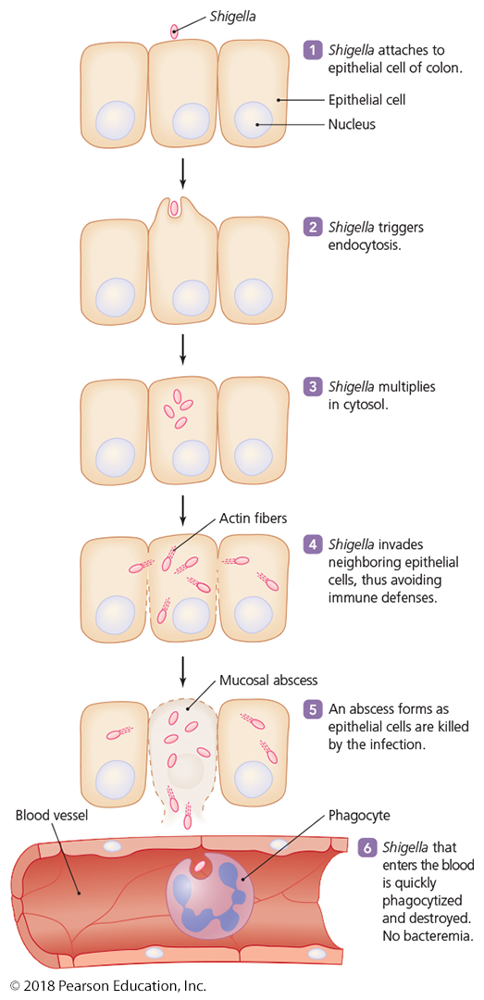 Shigella
1 Shigella attaches to
epithelial cell of colon.
Epithelial cell
Nucleus
2 Shigella triggers
endocytosis.
3 Shigella multiplies
in cytosol.
Actin fibers
4 Shigella invades
neighboring epithelial
cells, thus avoiding
immune defenses.
Mucosal abscess
5 An abscess forms as
epithelial cells are killed
by the infection.
Blood vessel
Phagocyte
6 Shigella that
enters the blood
is quickly
phagocytized
and destroyed.
No bacteremia.
© 2018 Pearson Education, Inc.